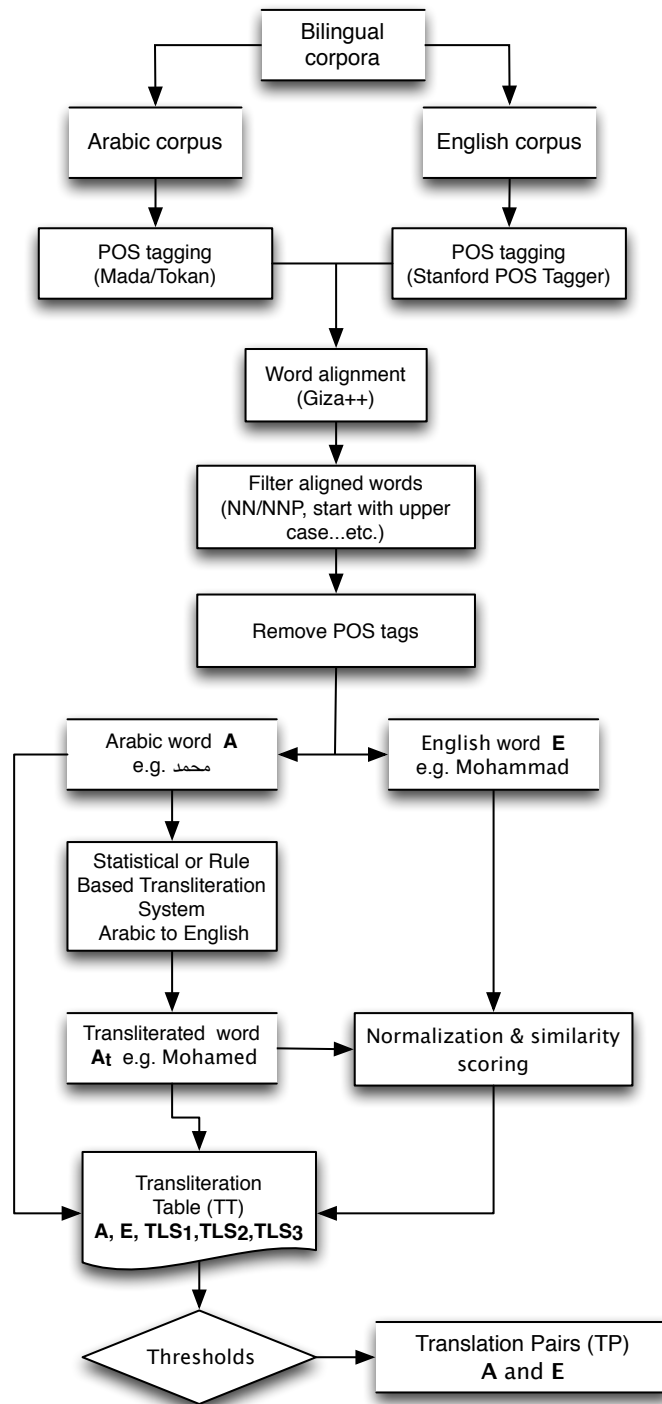 Bilingual
corpora
Arabic corpus
English corpus
POS tagging
(Mada/Tokan)
POS tagging
(Stanford POS Tagger)
Word alignment
(Giza++)
Filter aligned words
(NN/NNP, start with upper
case...etc.)
Remove POS tags
Arabic word A
e.g. محمد
English word E
e.g. Mohammad
Statistical or Rule
Based Transliteration
System
Arabic to English
Transliterated word
At e.g. Mohamed
Normalization & similarity
scoring
Transliteration
Table (TT)
A, E, TLS1,TLS2,TLS3
Thresholds
Translation Pairs (TP)
A and E